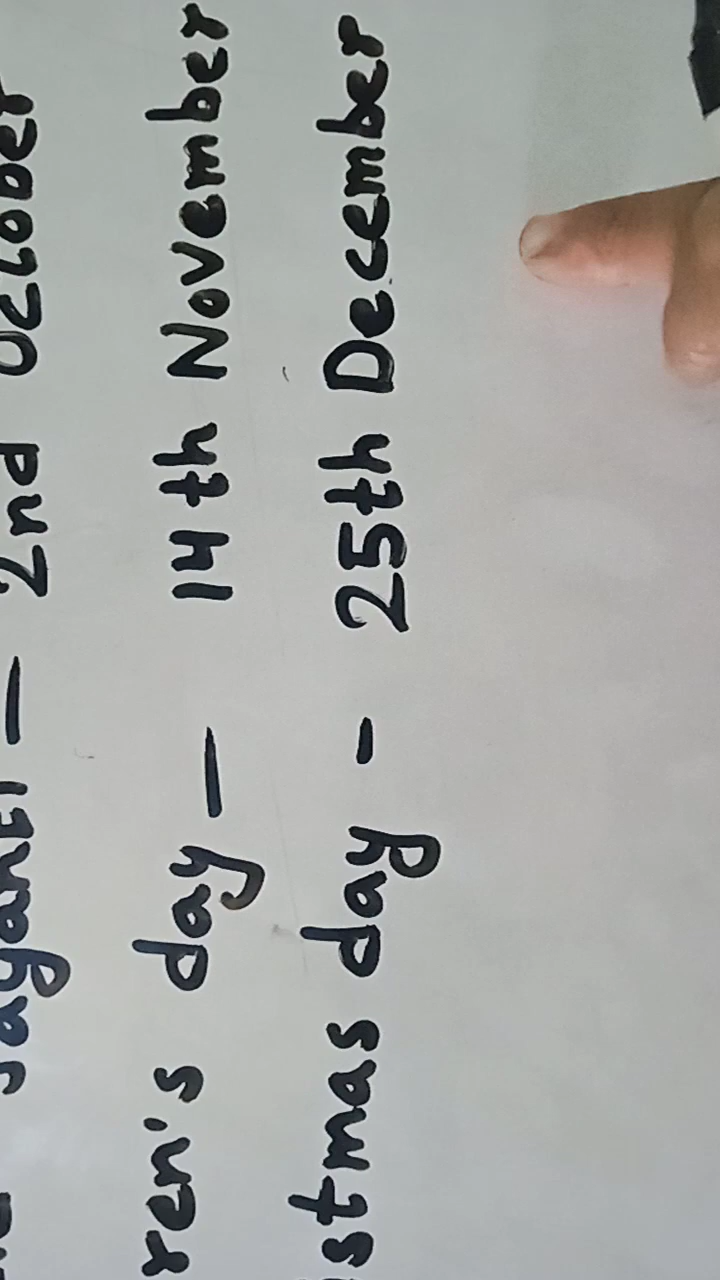 Jayanti - 2nd October
ren's day - 14th November
stmas day - 25th December